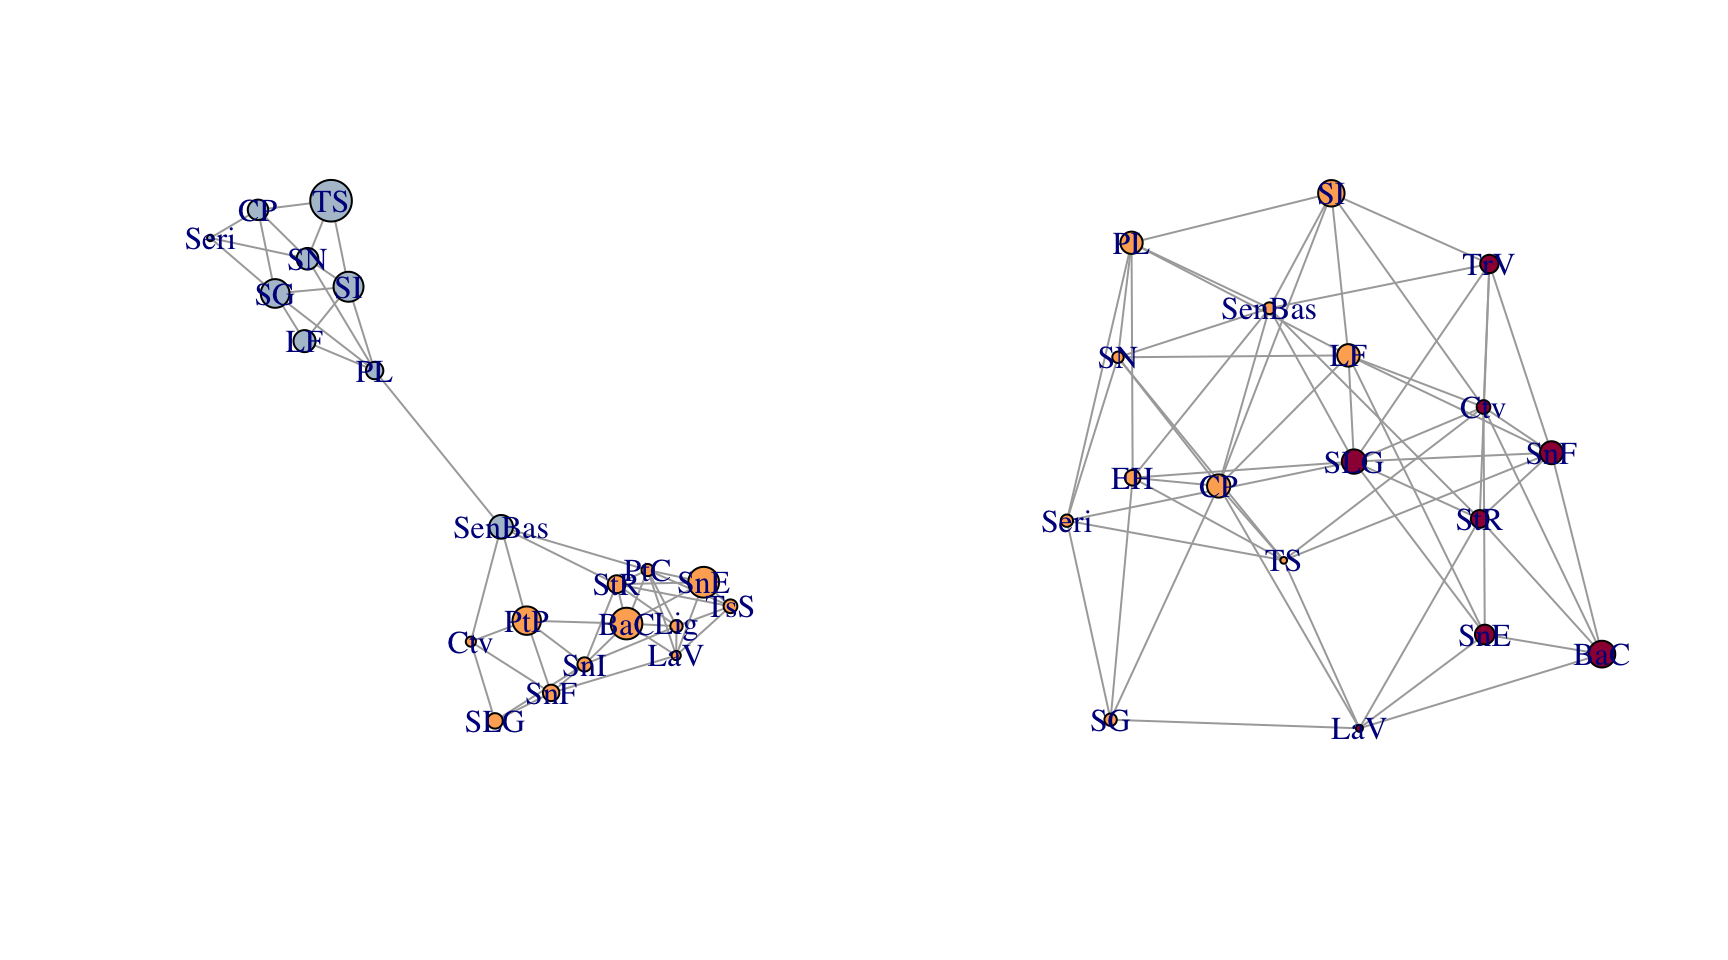 TS
CP
Seri
SN
SI
SG
LF
PL
SenBas
PtC
StR
SnE
TsS
PtP
BaC
Lig
Ctv
LaV
SnI
SnF
SLG
SI
PL
TrV
SenBas
SN
LF
Ctv
SnF
SLG
EH
CP
Seri
StR
TS
SnE
BaC
SG
LaV